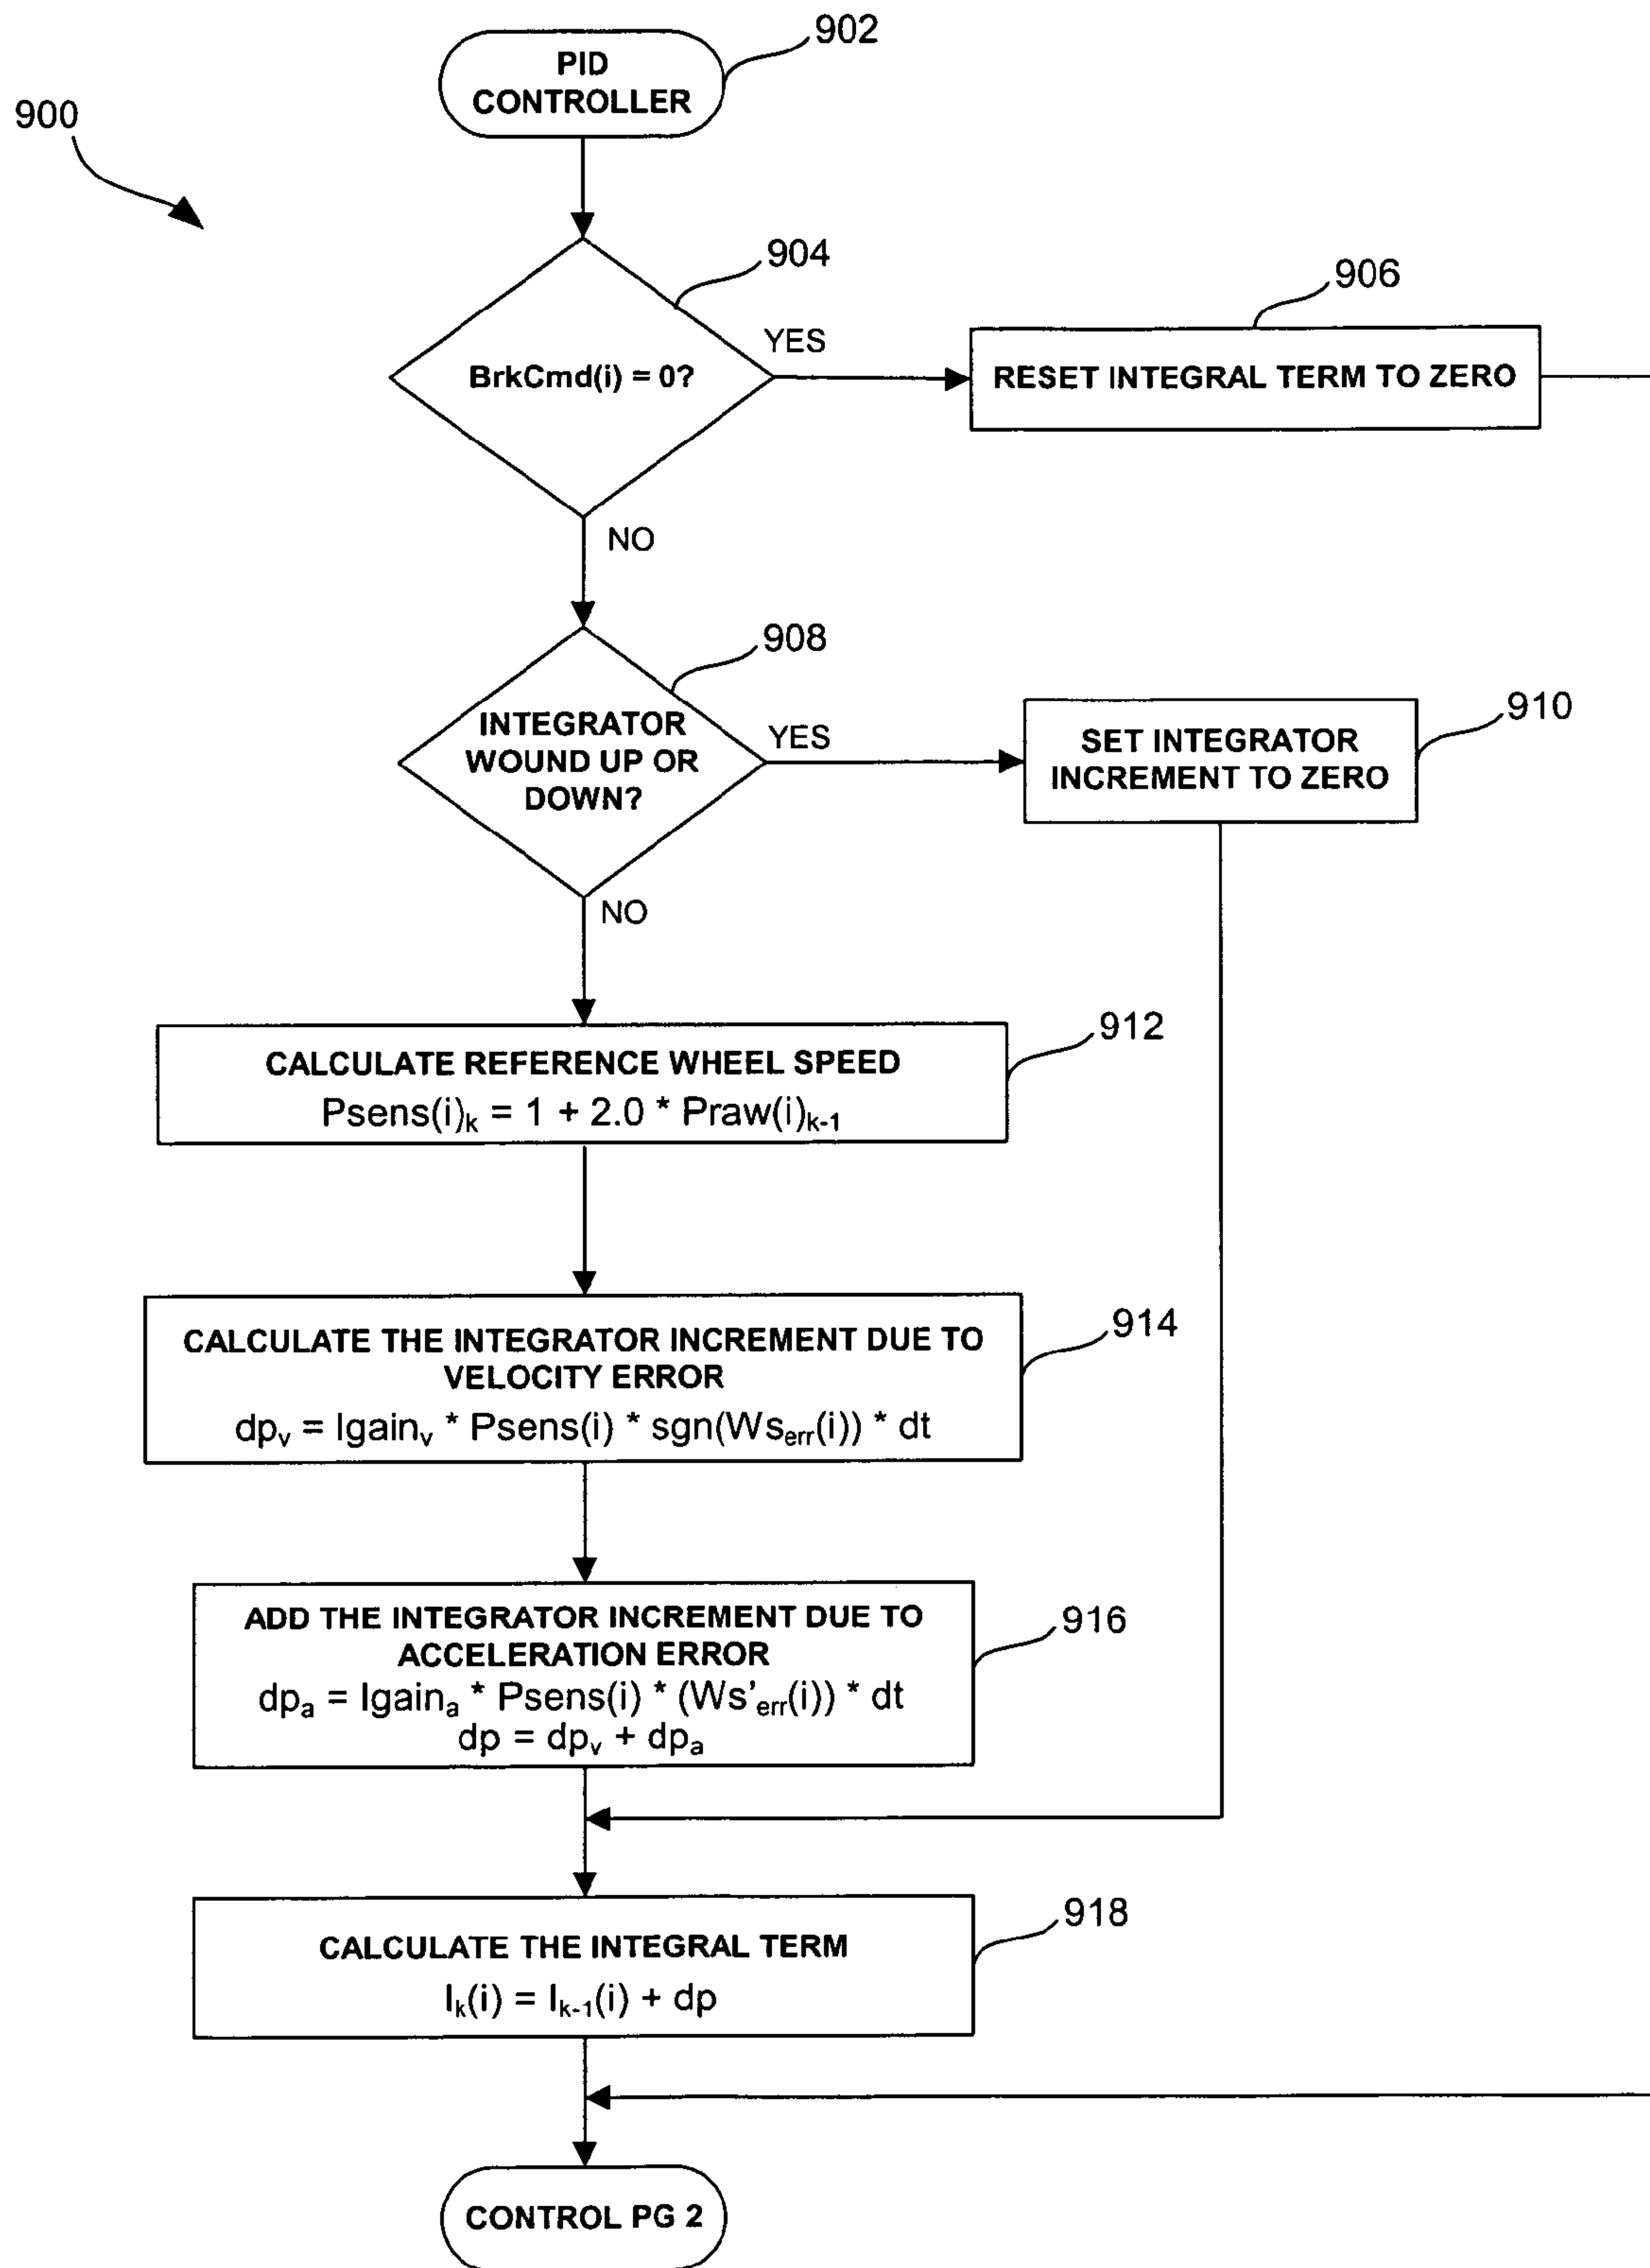 902
PID
CONTROLLER
900
904
BrkCmd(i) = 0?
YES
906
RESET INTEGRAL TERM TO ZERO
NO
908
INTEGRATOR
WOUND UP OR
DOWN?
YES
910
SET INTEGRATOR
INCREMENT TO ZERO
NO
912
CALCULATE REFERENCE WHEEL SPEED
Psens(i)k = 1 + 2.0 * Praw(i)k-1
914
CALCULATE THE INTEGRATOR INCREMENT DUE TO
VELOCITY ERROR
dpv = Igainv * Psens(i) * sgn(Wserr(i)) * dt
916
ADD THE INTEGRATOR INCREMENT DUE TO
ACCELERATION ERROR
dpa = Igaina * Psens(i) * (Ws'err(i)) * dt
dp = dpv + dpa
918
CALCULATE THE INTEGRAL TERM
Ik(i) = Ik-1(i) + dp
CONTROL PG 2